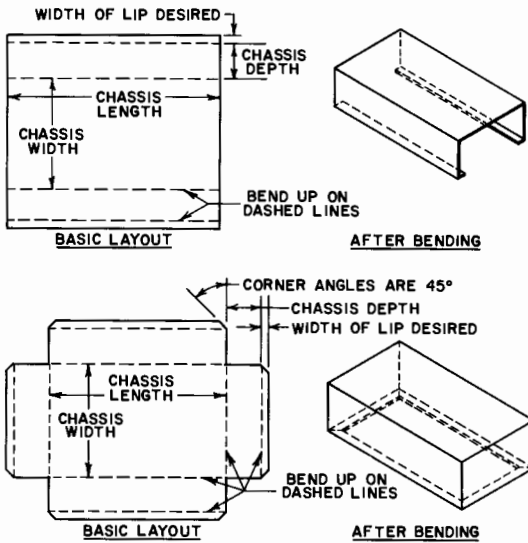 WIDTH OF LIP DESIRED
CHASSIS
DEPTH
CHASSIS
LENGTH
CHASSIS
WIDTH
BEND UP ON
DASHED LINES
BASIC LAYOUT
AFTER BENDING
CORNER ANGLES ARE 45°
CHASSIS DEPTH
WIDTH OF LIP DESIRED
CHASSIS
LENGTH
CHASSIS
WIDTH
BEND UP ON
DASHED LINES
BASIC LAYOUT
AFTER BENDING